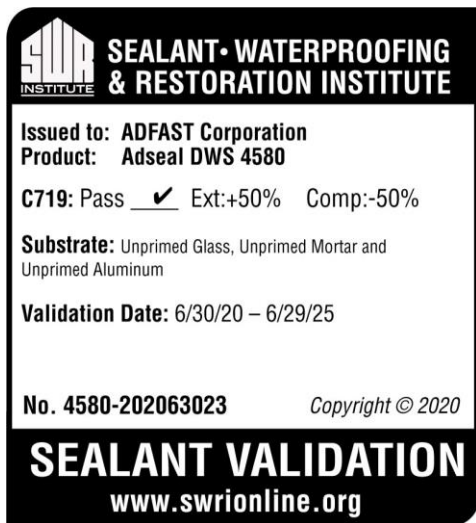 SWR
INSTITUTE
SEALANT• WATERPROOFING
& RESTORATION INSTITUTE
Issued to: ADFAST Corporation
Product: Adseal DWS 4580
C719: Pass ✔ Ext:+50% Comp:-50%
Substrate: Unprimed Glass, Unprimed Mortar and
Unprimed Aluminum
Validation Date: 6/30/20 – 6/29/25
No. 4580-202063023 Copyright © 2020
SEALANT VALIDATION
www.swrionline.org